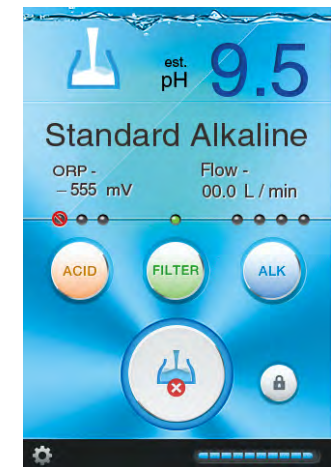 est.
pH 9.5
Standard Alkaline
ORP - Flow -
– 555 mV 00.0 L / min
ACID FILTER ALK